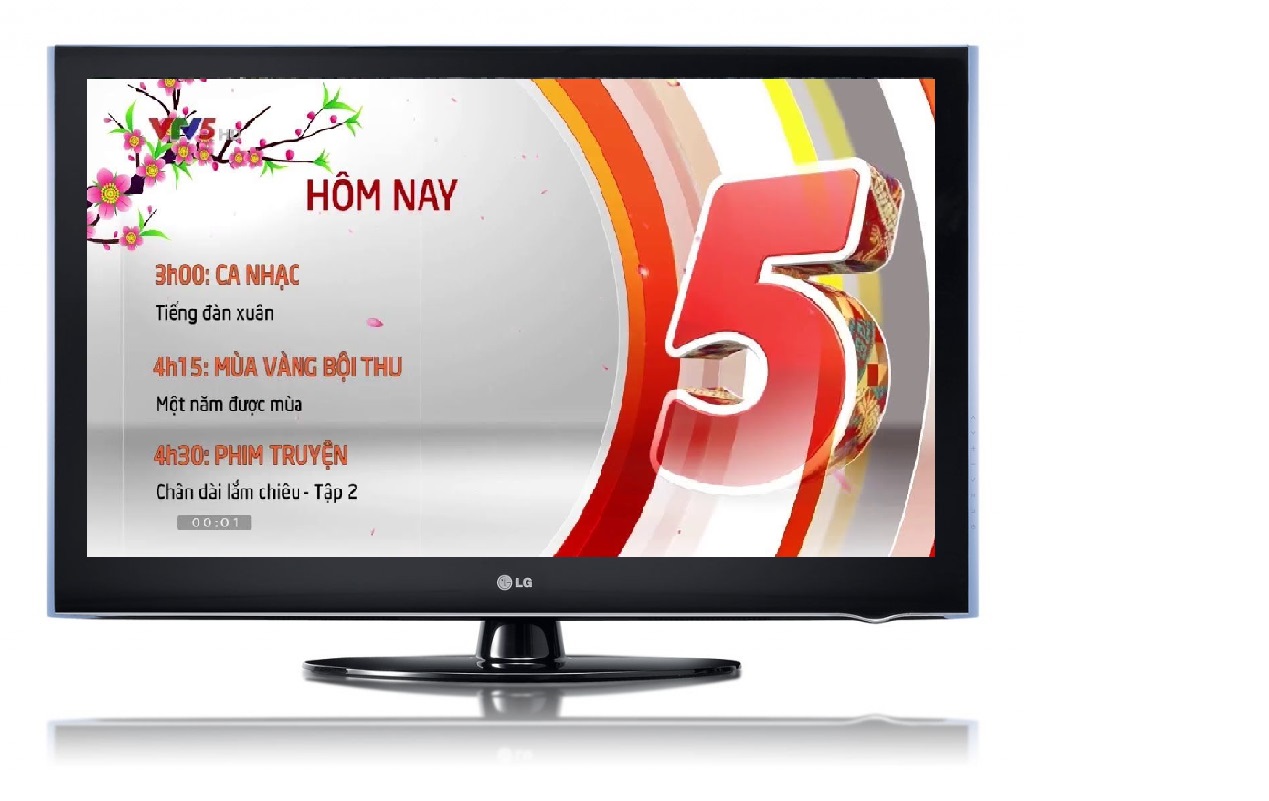 VTV5 HD
HÔM NAY
3h00: CA NHẠC
Tiếng đàn xuân
4h15: MÙA VÀNG BỘI THU
Một năm được mùa
4h30: PHIM TRUYỆN
Chân dài lắm chiêu - Tập 2
00:01
5
LG